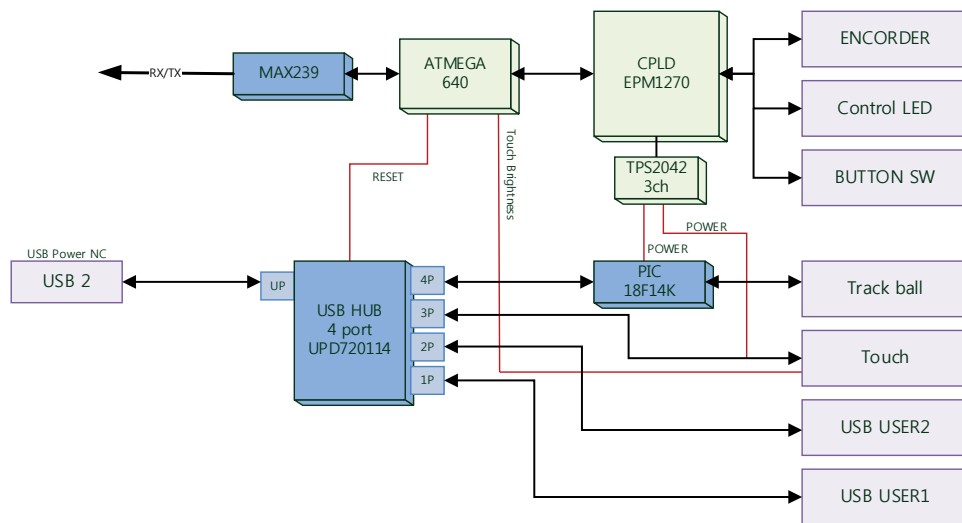 ENCORDER
RX/TX
MAX239
ATMEGA
640
CPLD
EPM1270
Control LED
BUTTON SW
RESET
Touch Brightness
TPS2042
3ch
POWER
POWER
USB Power NC
USB 2
UP
USB HUB
4 port
UPD720114
4P
3P
2P
1P
PIC
18F14K
Track ball
Touch
USB USER2
USB USER1